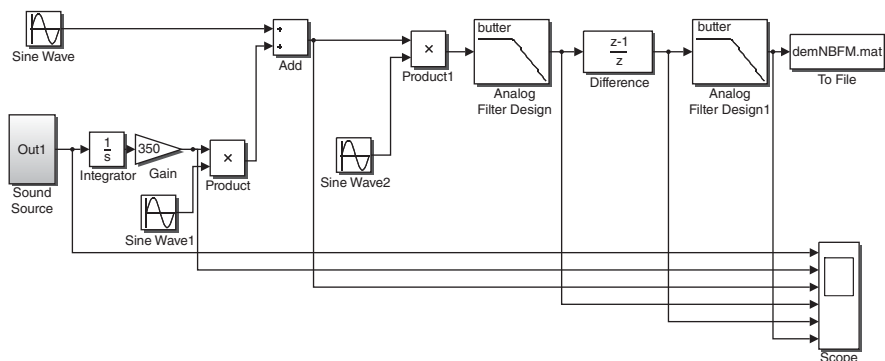 Sine Wave
+
+
Add
×
Product1
butter
Analog
Filter Design
z-1
z
Difference
butter
Analog
Filter Design1
demNBFM.mat
To File
Out1
Sound
Source
1
s
Integrator
350
Gain
×
Product
Sine Wave1
Sine Wave2
Scope